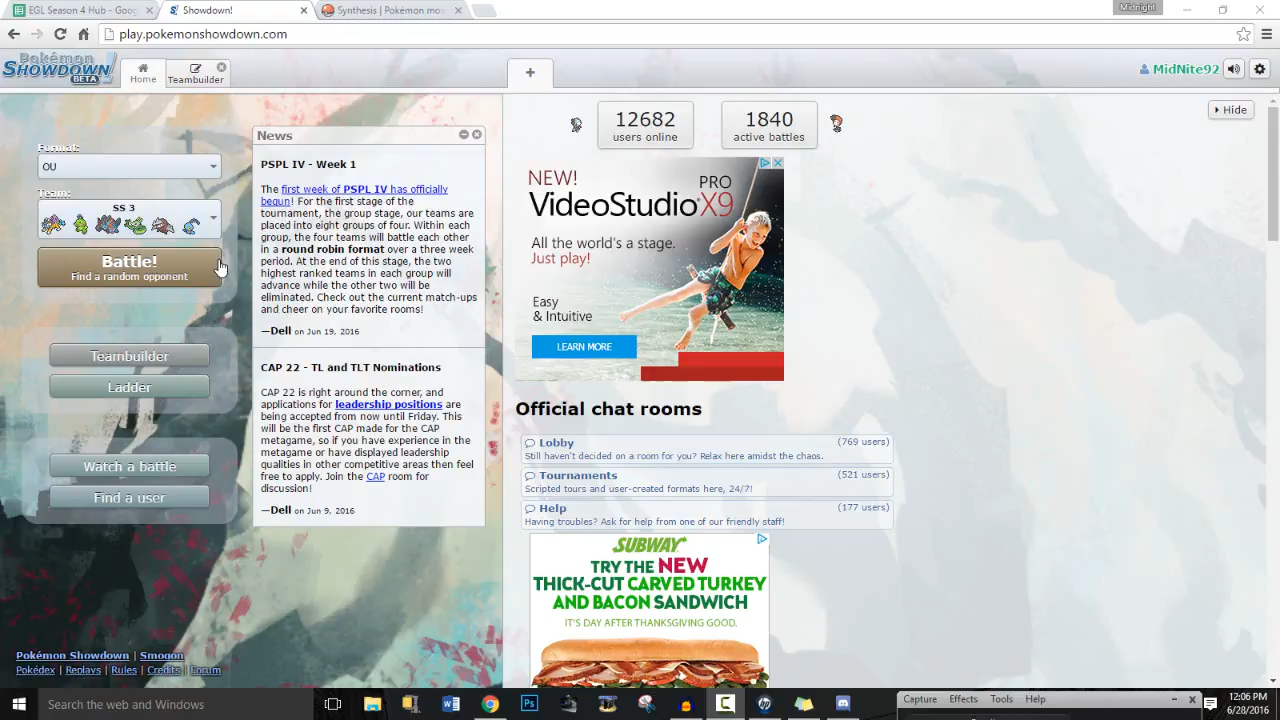 EGL Season 4 Hub - Goog
Showdown!
Synthesis | Pokémon mov
Midnight
play.pokemonshowdown.com
Pokémon
SHOWDOWN
BETA
Home
Teambuilder
MidNite92
12682
users online
1840
active battles
Hide
Format:
OU
Team:
SS 3
Battle!
Find a random opponent
Teambuilder
Ladder
Watch a battle
Find a user
News
PSPL IV - Week 1
The first week of PSPL IV has officially
begun! For the first stage of the
tournament, the group stage, our teams are
placed into eight groups of four. Within each
group, the four teams will battle each other
in a round robin format over a three week
period. At the end of this stage, the two
highest ranked teams in each group will
advance while the other two will be
eliminated. Check out the current match-ups
and cheer on your favorite rooms!
—Dell on Jun 19, 2016
CAP 22 - TL and TLT Nominations
CAP 22 is right around the corner, and
applications for leadership positions are
being accepted from now until Friday. This
will be the first CAP made for the CAP
metagame, so if you have experience in the
metagame or have displayed leadership
qualities in other competitive areas then feel
free to apply. Join the CAP room for
discussion!
—Dell on Jun 9, 2016
NEW!
PRO
VideoStudio X9
All the world's a stage.
Just play!
Easy
& Intuitive
LEARN MORE
Official chat rooms
Lobby (769 users)
Still haven't decided on a room for you? Relax here amidst the chaos.
Tournaments (521 users)
Scripted tours and user-created formats here, 24/7!
Help (177 users)
Having troubles? Ask for help from one of our friendly staff!
SUBWAY
TRY THE NEW
THICK-CUT CARVED TURKEY
AND BACON SANDWICH
IT'S DAY AFTER THANKSGIVING GOOD.
Pokémon Showdown | Smogon
Pokédex | Replays | Rules | Credits | Forum
Search the web and Windows
Capture Effects Tools Help
12:06 PM
6/28/2016